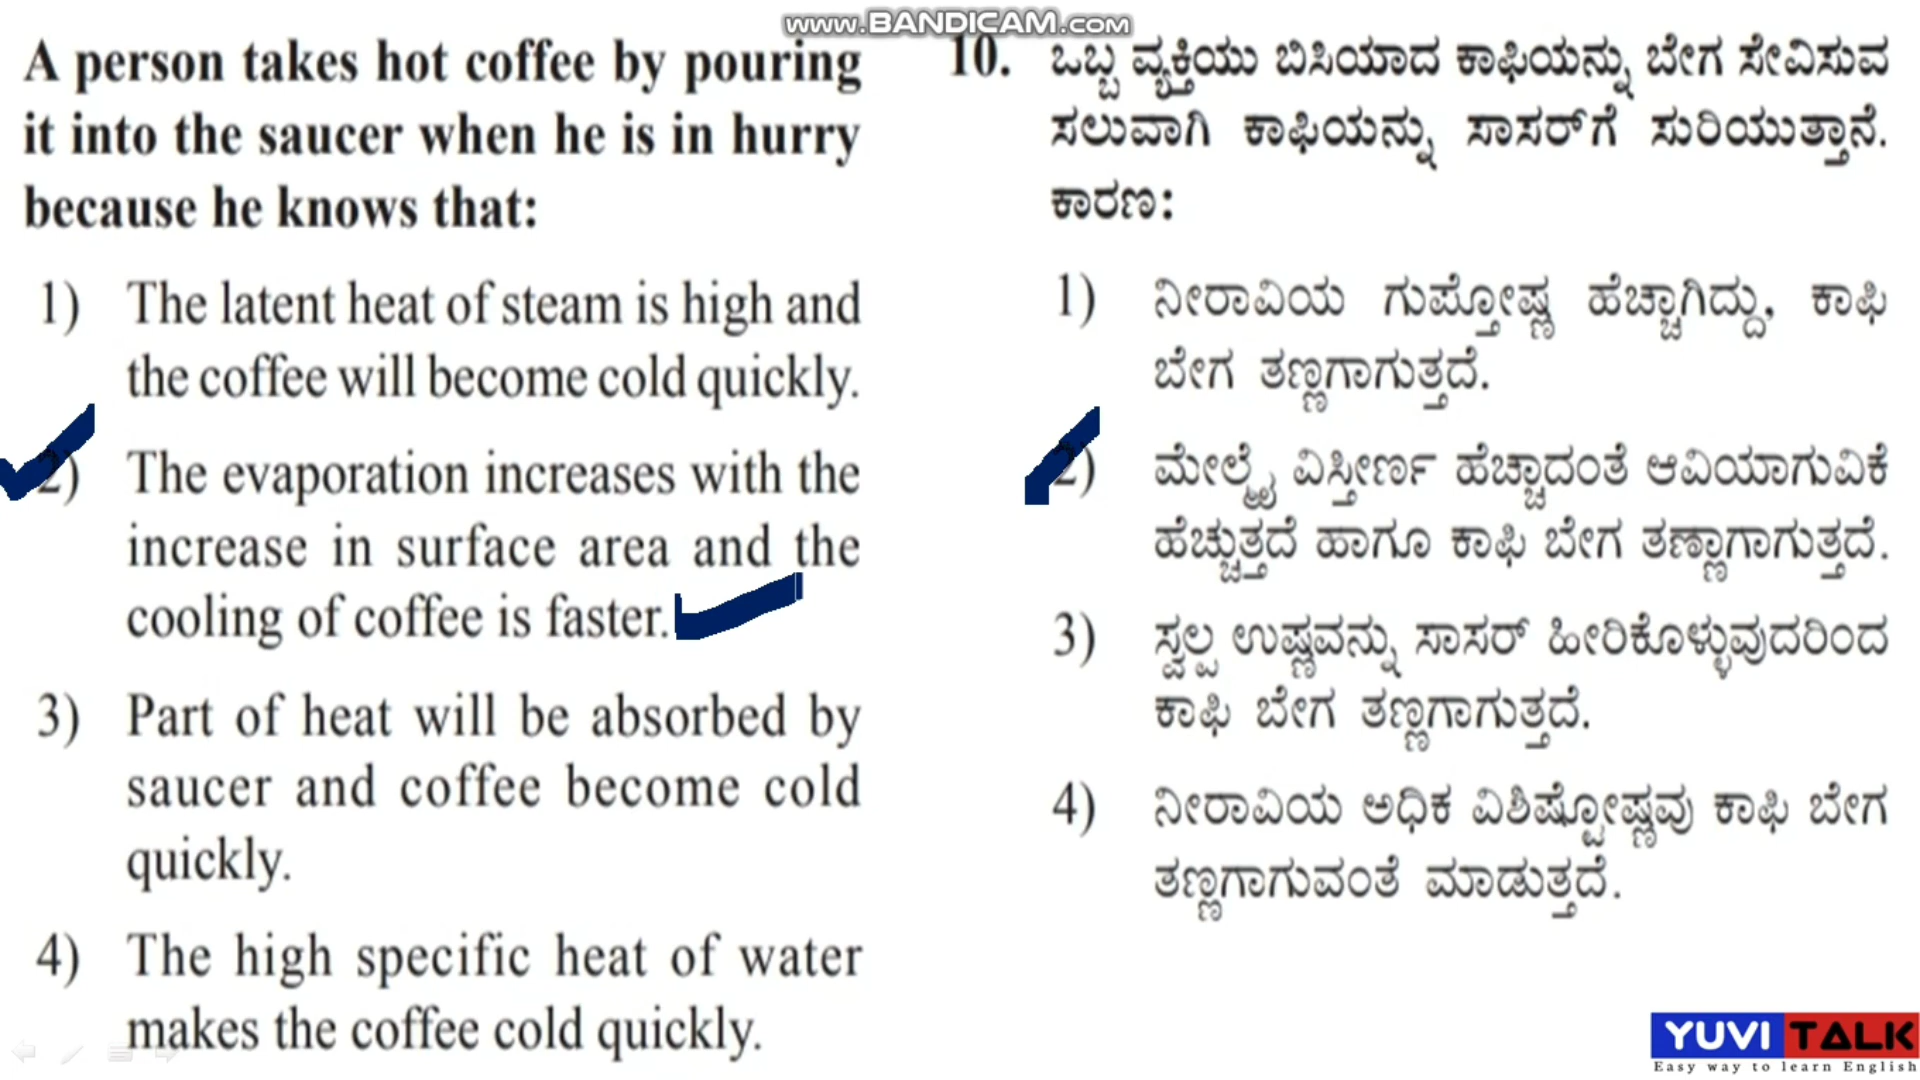 www.BANDICAM.com
A person takes hot coffee by pouring
it into the saucer when he is in hurry
because he knows that:
1) The latent heat of steam is high and
the coffee will become cold quickly.
2) The evaporation increases with the
increase in surface area and the
cooling of coffee is faster.
3) Part of heat will be absorbed by
saucer and coffee become cold
quickly.
4) The high specific heat of water
makes the coffee cold quickly.
10. ಒಬ್ಬ ವ್ಯಕ್ತಿಯು ಬಿಸಿಯಾದ ಕಾಫಿಯನ್ನು ಬೇಗ ಸೇವಿಸುವ
ಸಲುವಾಗಿ ಕಾಫಿಯನ್ನು ಸಾಸರ್‌ಗೆ ಸುರಿಯುತ್ತಾನೆ.
ಕಾರಣ:
1) ನೀರಾವಿಯ ಗುಪ್ತೋಷ್ಣ ಹೆಚ್ಚಾಗಿದ್ದು, ಕಾಫಿ
ಬೇಗ ತಣ್ಣಗಾಗುತ್ತದೆ.
2) ಮೇಲ್ಮೈ ವಿಸ್ತೀರ್ಣ ಹೆಚ್ಚಾದಂತೆ ಆವಿಯಾಗುವಿಕೆ
ಹೆಚ್ಚುತ್ತದೆ ಹಾಗೂ ಕಾಫಿ ಬೇಗ ತಣ್ಣಾಗಾಗುತ್ತದೆ.
3) ಸ್ವಲ್ಪ ಉಷ್ಣವನ್ನು ಸಾಸರ್ ಹೀರಿಕೊಳ್ಳುವುದರಿಂದ
ಕಾಫಿ ಬೇಗ ತಣ್ಣಗಾಗುತ್ತದೆ.
4) ನೀರಾವಿಯ ಅಧಿಕ ವಿಶಿಷ್ಟೋಷ್ಣವು ಕಾಫಿ ಬೇಗ
ತಣ್ಣಗಾಗುವಂತೆ ಮಾಡುತ್ತದೆ.
YUVI TALK
Easy way to learn English